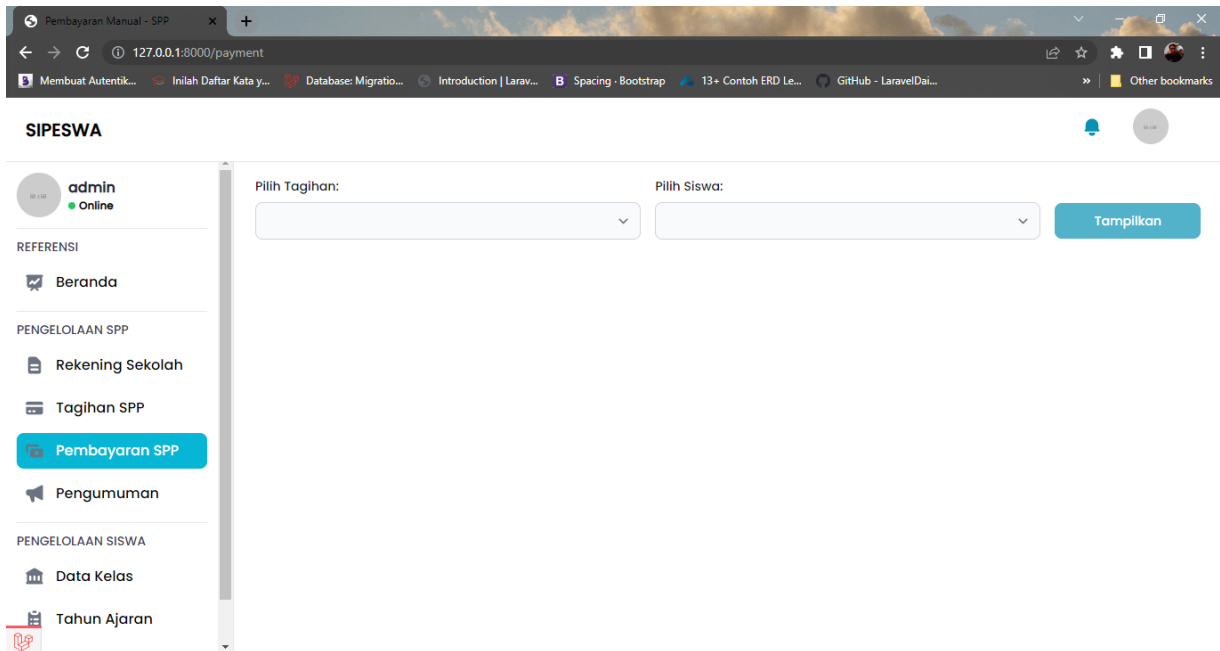 Pembayaran Manual - SPP
127.0.0.1:8000/payment
Membuat Autentik... Inilah Daftar Kata y... Database: Migratio... Introduction | Larav... B Spacing · Bootstrap 13+ Contoh ERD Le... GitHub - LaravelDai... » Other bookmarks
SIPESWA
admin
Online
REFERENSI
Beranda
PENGELOLAAN SPP
Rekening Sekolah
Tagihan SPP
Pembayaran SPP
Pengumuman
PENGELOLAAN SISWA
Data Kelas
Tahun Ajaran
Pilih Tagihan:
Pilih Siswa:
Tampilkan